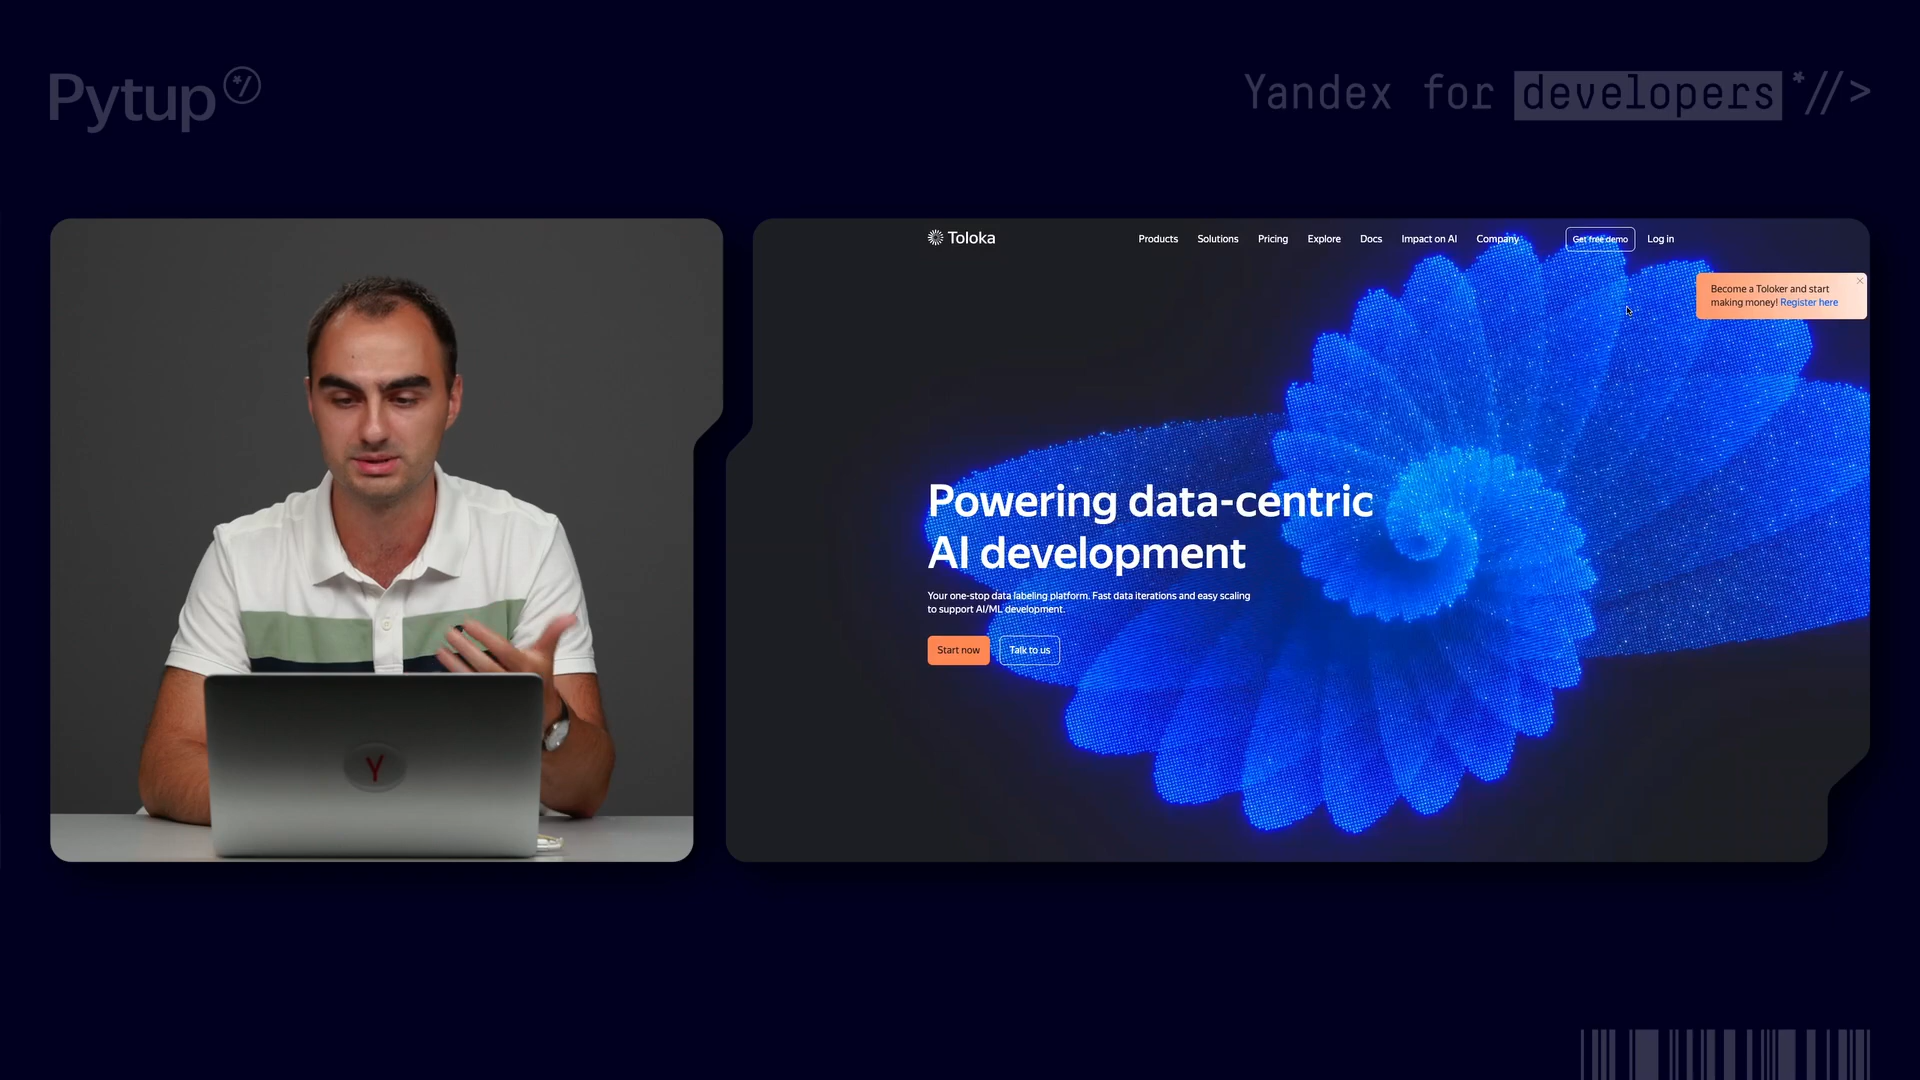 Pytup
Yandex for developers *//>
Toloka
Products Solutions Pricing Explore Docs Impact on AI Company Get free demo Log in
Become a Toloker and start
making money! Register here
Powering data-centric
AI development
Your one-stop data labeling platform. Fast data iterations and easy scaling
to support AI/ML development.
Start now Talk to us
Y